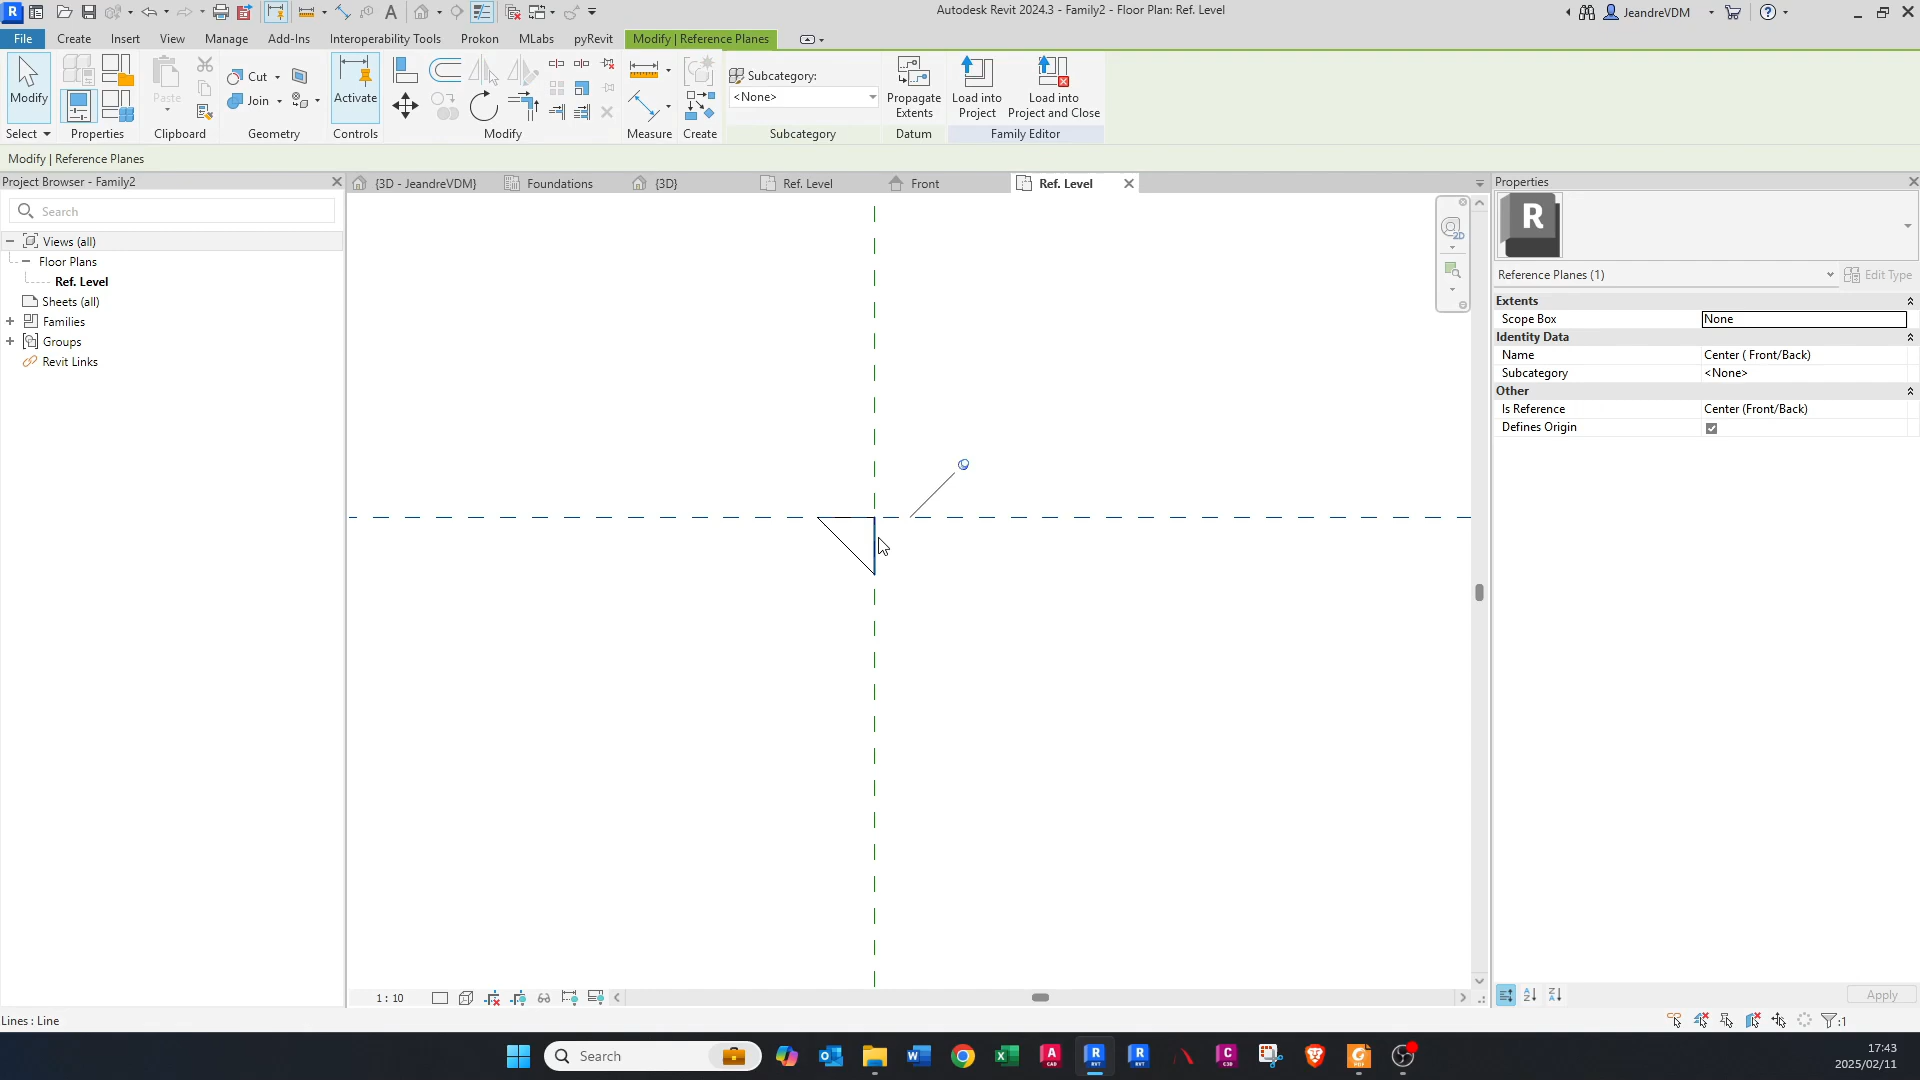 Autodesk Revit 2024.3 - Family2 - Floor Plan: Ref. Level
JeandreVDM
File Create Insert View Manage Add-Ins Interoperability Tools Prokon MLabs pyRevit Modify | Reference Planes
Modify
Paste
Cut
Join
Activate
Subcategory:
<None>
Propagate Extents
Load into Project
Load into Project and Close
Select Properties Clipboard Geometry Controls Modify Measure Create Subcategory Datum Family Editor
Modify | Reference Planes
Project Browser - Family2
Search
Views (all)
Floor Plans
Ref. Level
Sheets (all)
Families
Groups
Revit Links
{3D - JeandreVDM} Foundations {3D} Ref. Level Front Ref. Level
2D
Properties
R
Reference Planes (1) Edit Type
Extents
Scope Box None
Identity Data
Name Center ( Front/Back)
Subcategory <None>
Other
Is Reference Center (Front/Back)
Defines Origin
1 : 10
Apply
Lines : Line
:1
Search
17:43
2025/02/11